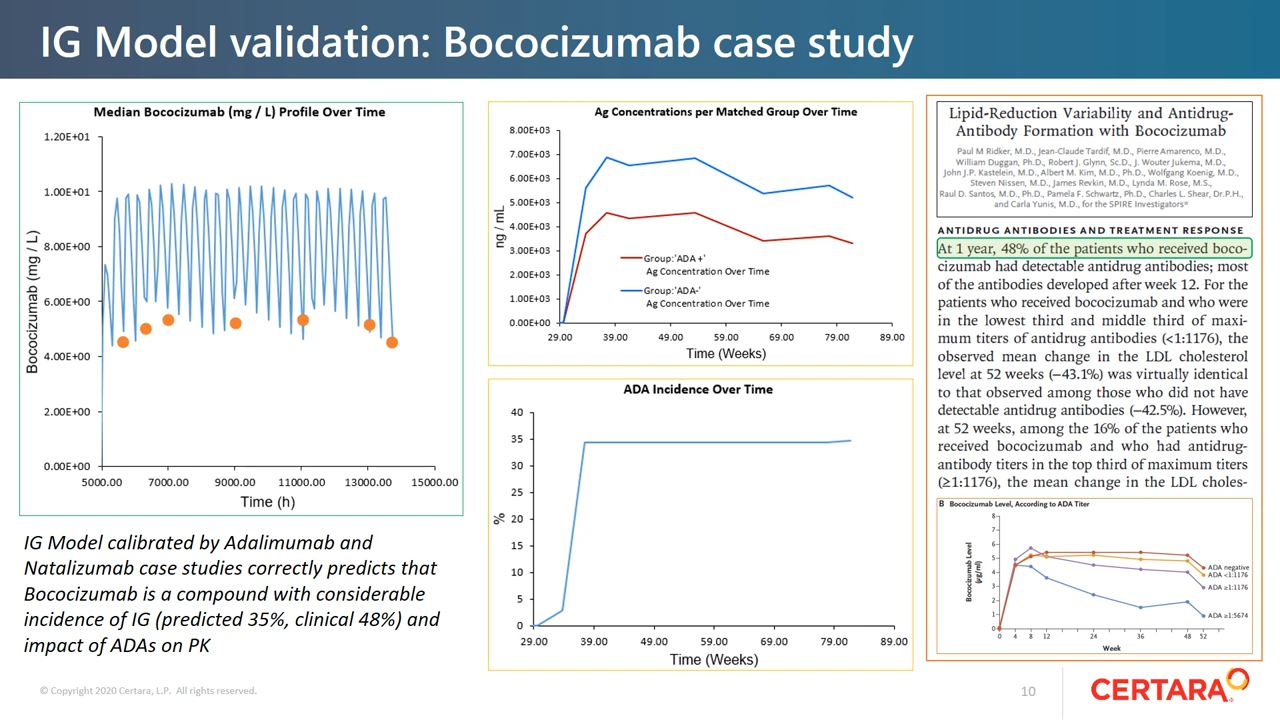 IG Model validation: Bococizumab case study
Median Bococizumab (mg / L) Profile Over Time
Bococizumab (mg / L)
1.20E+01
1.00E+01
8.00E+00
6.00E+00
4.00E+00
2.00E+00
0.00E+00
5000.00 7000.00 9000.00 11000.00 13000.00 15000.00
Time (h)
IG Model calibrated by Adalimumab and
Natalizumab case studies correctly predicts that
Bococizumab is a compound with considerable
incidence of IG (predicted 35%, clinical 48%) and
impact of ADAs on PK
Ag Concentrations per Matched Group Over Time
ng / mL
8.00E+03
7.00E+03
6.00E+03
5.00E+03
4.00E+03
3.00E+03
2.00E+03
1.00E+03
0.00E+00
Group:'ADA +'
Ag Concentration Over Time
Group:'ADA-'
Ag Concentration Over Time
29.00 39.00 49.00 59.00 69.00 79.00 89.00
Time (Weeks)
ADA Incidence Over Time
%
40
35
30
25
20
15
10
5
0
29.00 39.00 49.00 59.00 69.00 79.00 89.00
Time (Weeks)
Lipid-Reduction Variability and Antidrug-
Antibody Formation with Bococizumab
Paul M Ridker, M.D., Jean-Claude Tardif, M.D., Pierre Amarenco, M.D.,
William Duggan, Ph.D., Robert J. Glynn, Sc.D., J. Wouter Jukema, M.D.,
John J.P. Kastelein, M.D., Albert M. Kim, M.D., Ph.D., Wolfgang Koenig, M.D.,
Steven Nissen, M.D., James Revkin, M.D., Lynda M. Rose, M.S.,
Raul D. Santos, M.D., Ph.D., Pamela F. Schwartz, Ph.D., Charles L. Shear, Dr.P.H.,
and Carla Yunis, M.D., for the SPIRE Investigators*
ANTIDRUG ANTIBODIES AND TREATMENT RESPONSE
At 1 year, 48% of the patients who received boco-
cizumab had detectable antidrug antibodies; most
of the antibodies developed after week 12. For the
patients who received bococizumab and who were
in the lowest third and middle third of maxi-
mum titers of antidrug antibodies (<1:1176), the
observed mean change in the LDL cholesterol
level at 52 weeks (−43.1%) was virtually identical
to that observed among those who did not have
detectable antidrug antibodies (−42.5%). However,
at 52 weeks, among the 16% of the patients who
received bococizumab and who had antidrug-
antibody titers in the top third of maximum titers
(≥1:1176), the mean change in the LDL choles-
B Bococizumab Level, According to ADA Titer
Bococizumab Level
(μg/ml)
8
7
6
5
4
3
2
1
0
ADA negative
ADA <1:1176
ADA ≥1:1176
ADA ≥1:5674
0 4 8 12 24 36 48 52
Week
© Copyright 2020 Certara, L.P. All rights reserved.
10
CERTARA